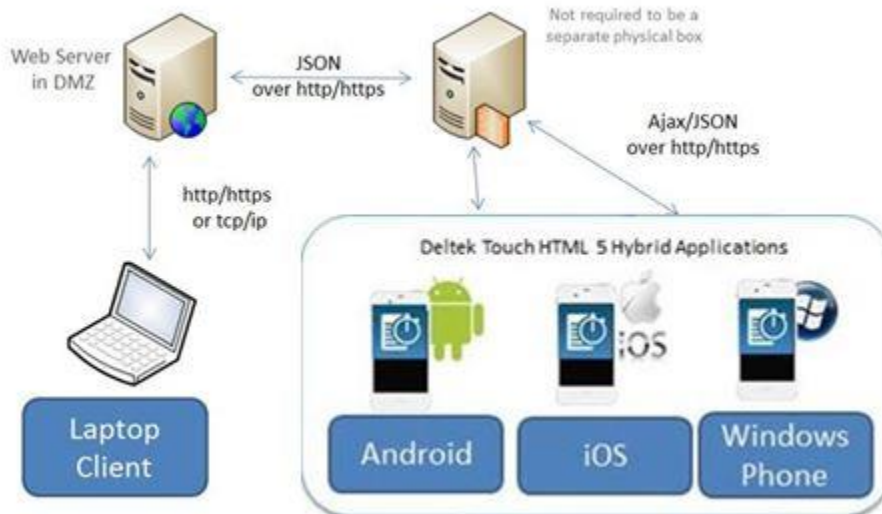 Not required to be a
separate physical box
Web Server
in DMZ
JSON
over http/https
Ajax/JSON
over http/https
http/https
or tcp/ip
Deltek Touch HTML 5 Hybrid Applications
iOS
Laptop
Client
Android
iOS
Windows
Phone